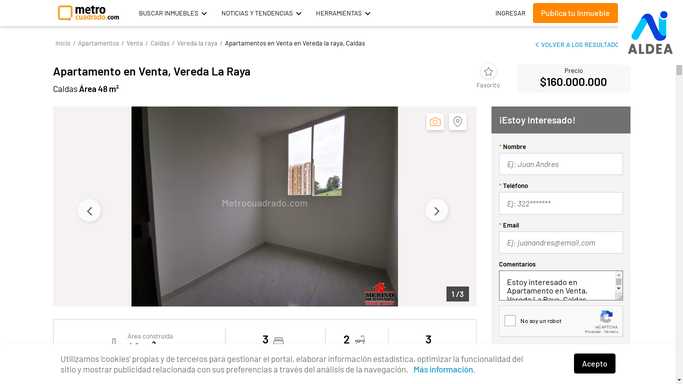 metro
cuadrado.com
BUSCAR INMUEBLES
NOTICIAS Y TENDENCIAS
HERRAMIENTAS
INGRESAR
Publica tu inmueble
Inicio / Apartamentos / Venta / Caldas / Vereda la raya / Apartamentos en Venta en Vereda la raya, Caldas
VOLVER A LOS RESULTADO
ALDEA
Apartamento en Venta, Vereda La Raya
Caldas Área 48 m²
Favorito
Precio
$160.000.000
Metrocuadrado.com
MERINO
1 /3
¡Estoy Interesado!
* Nombre
Ej: Juan Andres
* Teléfono
Ej: 322*******
* Email
Ej: juanandres@email.com
Comentarios
Estoy interesado en
Apartamento en Venta,
Vereda La Raya, Caldas
No soy un robot
reCAPTCHA
Privacidad - Términos
Área construida
3
2
3
Utilizamos 'cookies' propias y de terceros para gestionar el portal, elaborar información estadística, optimizar la funcionalidad del
sitio y mostrar publicidad relacionada con sus preferencias a través del análisis de la navegación. Más información.
Acepto